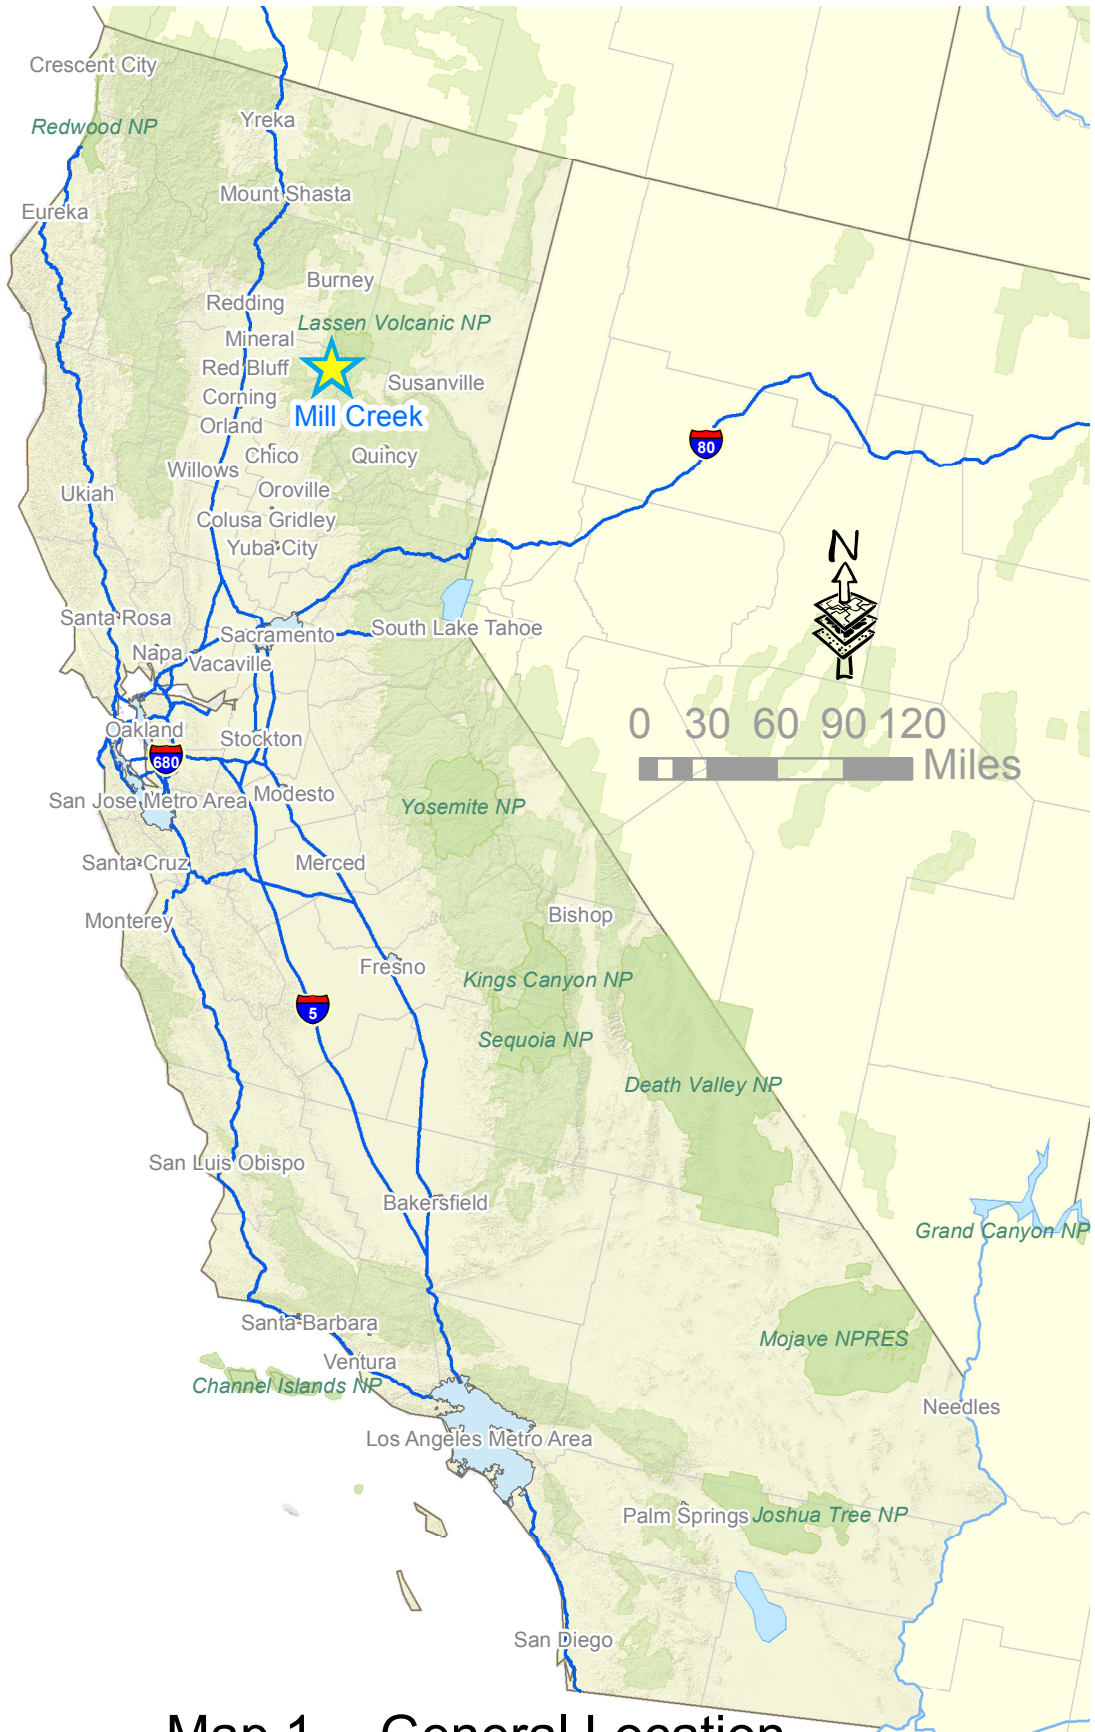 Crescent City
Redwood NP
Yreka
Mount Shasta
Eureka
Burney
Redding
Lassen Volcanic NP
Mineral
Red Bluff
Susanville
Corning
Mill Creek
Orland
Chico
Quincy
Willows
Ukiah
Oroville
Colusa Gridley
Yuba City
80
N
Santa Rosa
Sacramento
South Lake Tahoe
Napa
Vacaville
Oakland
Stockton
0 30 60 90 120
Miles
680
San Jose Metro Area
Modesto
Yosemite NP
Santa Cruz
Merced
Monterey
Bishop
Fresno
Kings Canyon NP
5
Sequoia NP
Death Valley NP
San Luis Obispo
Bakersfield
Grand Canyon NP
Santa Barbara
Mojave NPRES
Ventura
Channel Islands NP
Needles
Los Angeles Metro Area
Palm Springs
Joshua Tree NP
San Diego
Map 1 General Location